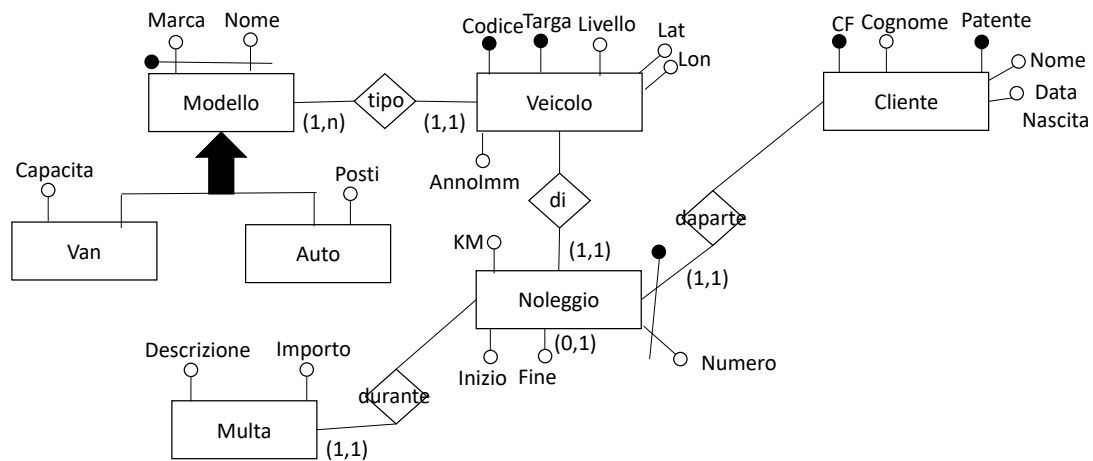 Marca Nome
Codice Targa Livello Lat
Lon
CF Cognome Patente
Nome
Data
Nascita
Modello
tipo
Veicolo
Cliente
(1,n)
(1,1)
Capacita
Posti
AnnoImm
di
daparte
Van
Auto
KM
(1,1)
(1,1)
Noleggio
(0,1)
Descrizione Importo
Inizio Fine
Numero
durante
Multa
(1,1)